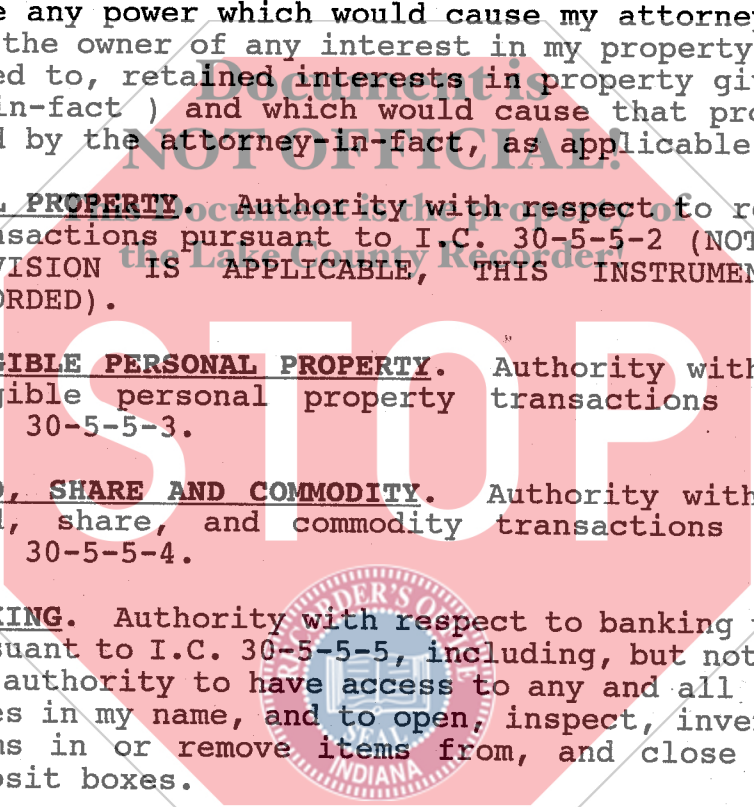 e any power which would cause my attorney
the owner of any interest in my property
ed to, retained interests in property gi
in-fact ) and which would cause that pro
d by the attorney-in-fact, as applicable
Document is
NOT OFFICIAL!
This Document is the property of
the Lake County Recorder!
L PROPERTY. Authority with respect to r
nsactions pursuant to I.C. 30-5-5-2 (NOT
VISION IS APPLICABLE, THIS INSTRUMEN
ORDED).
STOP
GIBLE PERSONAL PROPERTY. Authority with
gible personal property transactions
30-5-5-3.
D, SHARE AND COMMODITY. Authority with
d, share, and commodity transactions
30-5-5-4.
KING. Authority with respect to banking
suant to I.C. 30-5-5-5, including, but not
authority to have access to any and all
es in my name, and to open, inspect, inve
ms in or remove items from, and close
osit boxes.
RECORDER'S OFFICE
SEAL
INDIANA